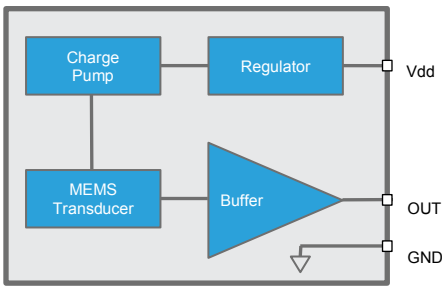 Charge
Pump
Regulator
Vdd
MEMS
Transducer
Buffer
OUT
GND